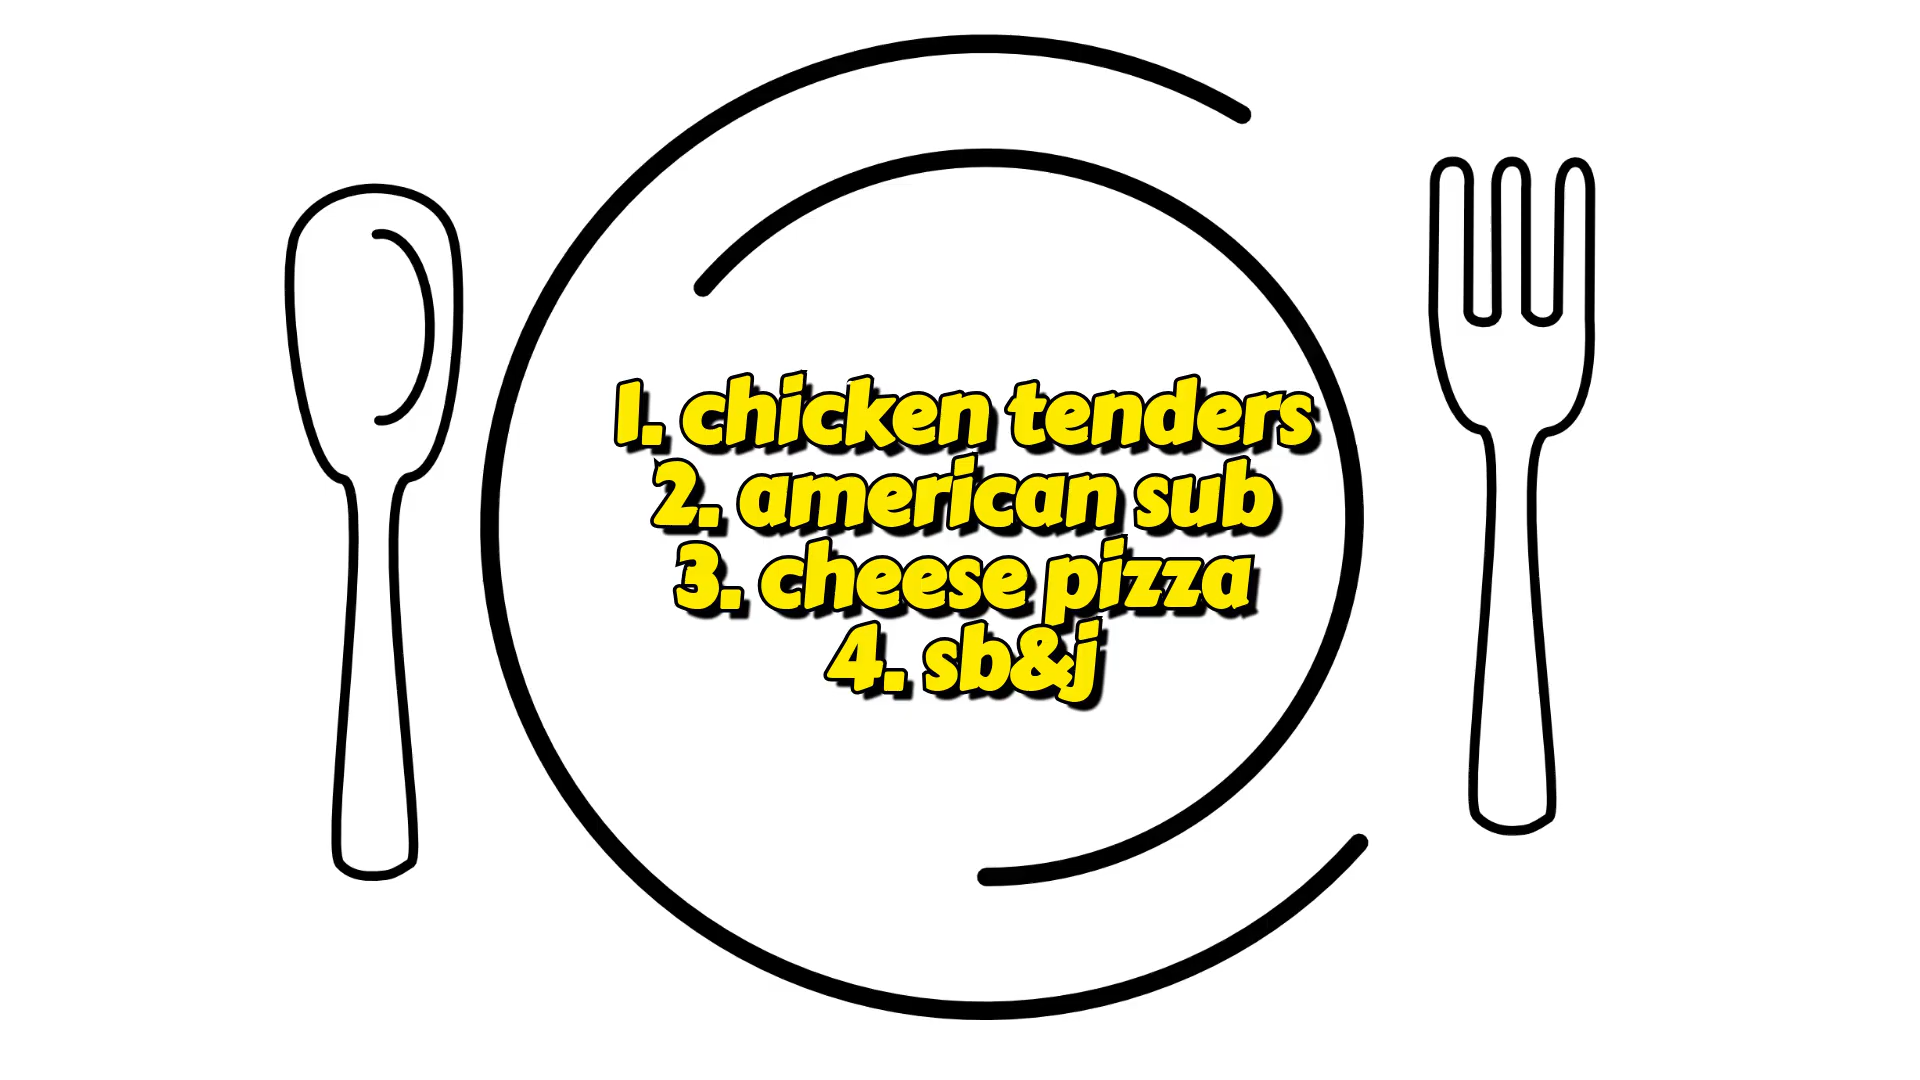 1. chicken tenders
2. american sub
3. cheese pizza
4. sb&j